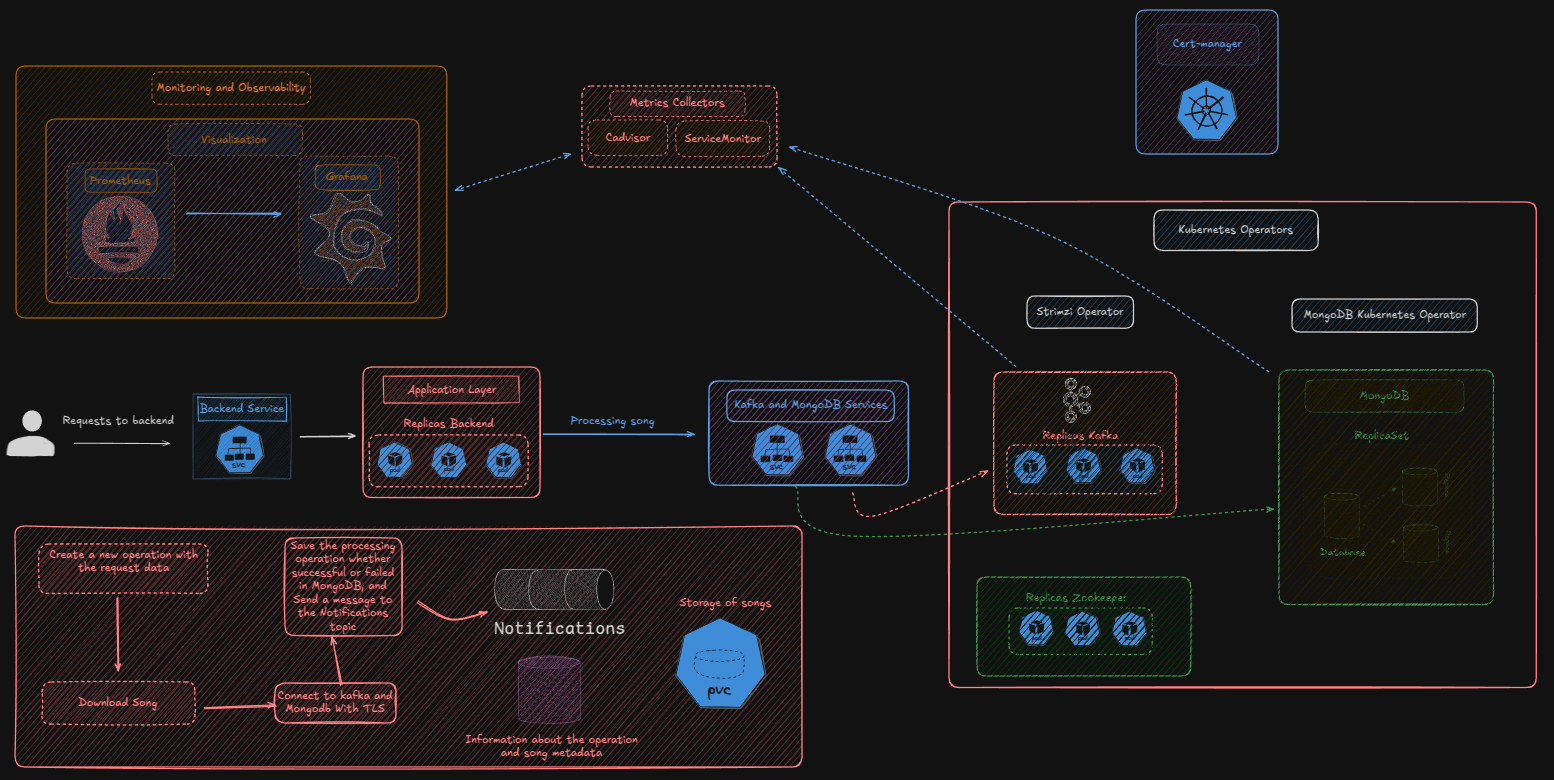 Cert-manager
Monitoring and Observability
Visualization
Prometheus
Grafana
Metrics Collectors
Cadvisor
ServiceMonitor
Kubernetes Operators
Strimzi Operator
MongoDB Kubernetes Operator
Requests to backend
Backend Service
svc
Application Layer
Replicas Backend
Processing song
Kafka and MongoDB Services
svc
svc
Replicas Kafka
MongoDB
ReplicaSet
Database
Replicas Zookeeper
Create a new operation with
the request data
Download Song
Connect to kafka and
Mongodb With TLS
Save the processing
operation whether
successful or failed
in MongoDB, and
Send a message to
the Notifications
topic
Notifications
Information about the operation
and song metadata
Storage of songs
pvc